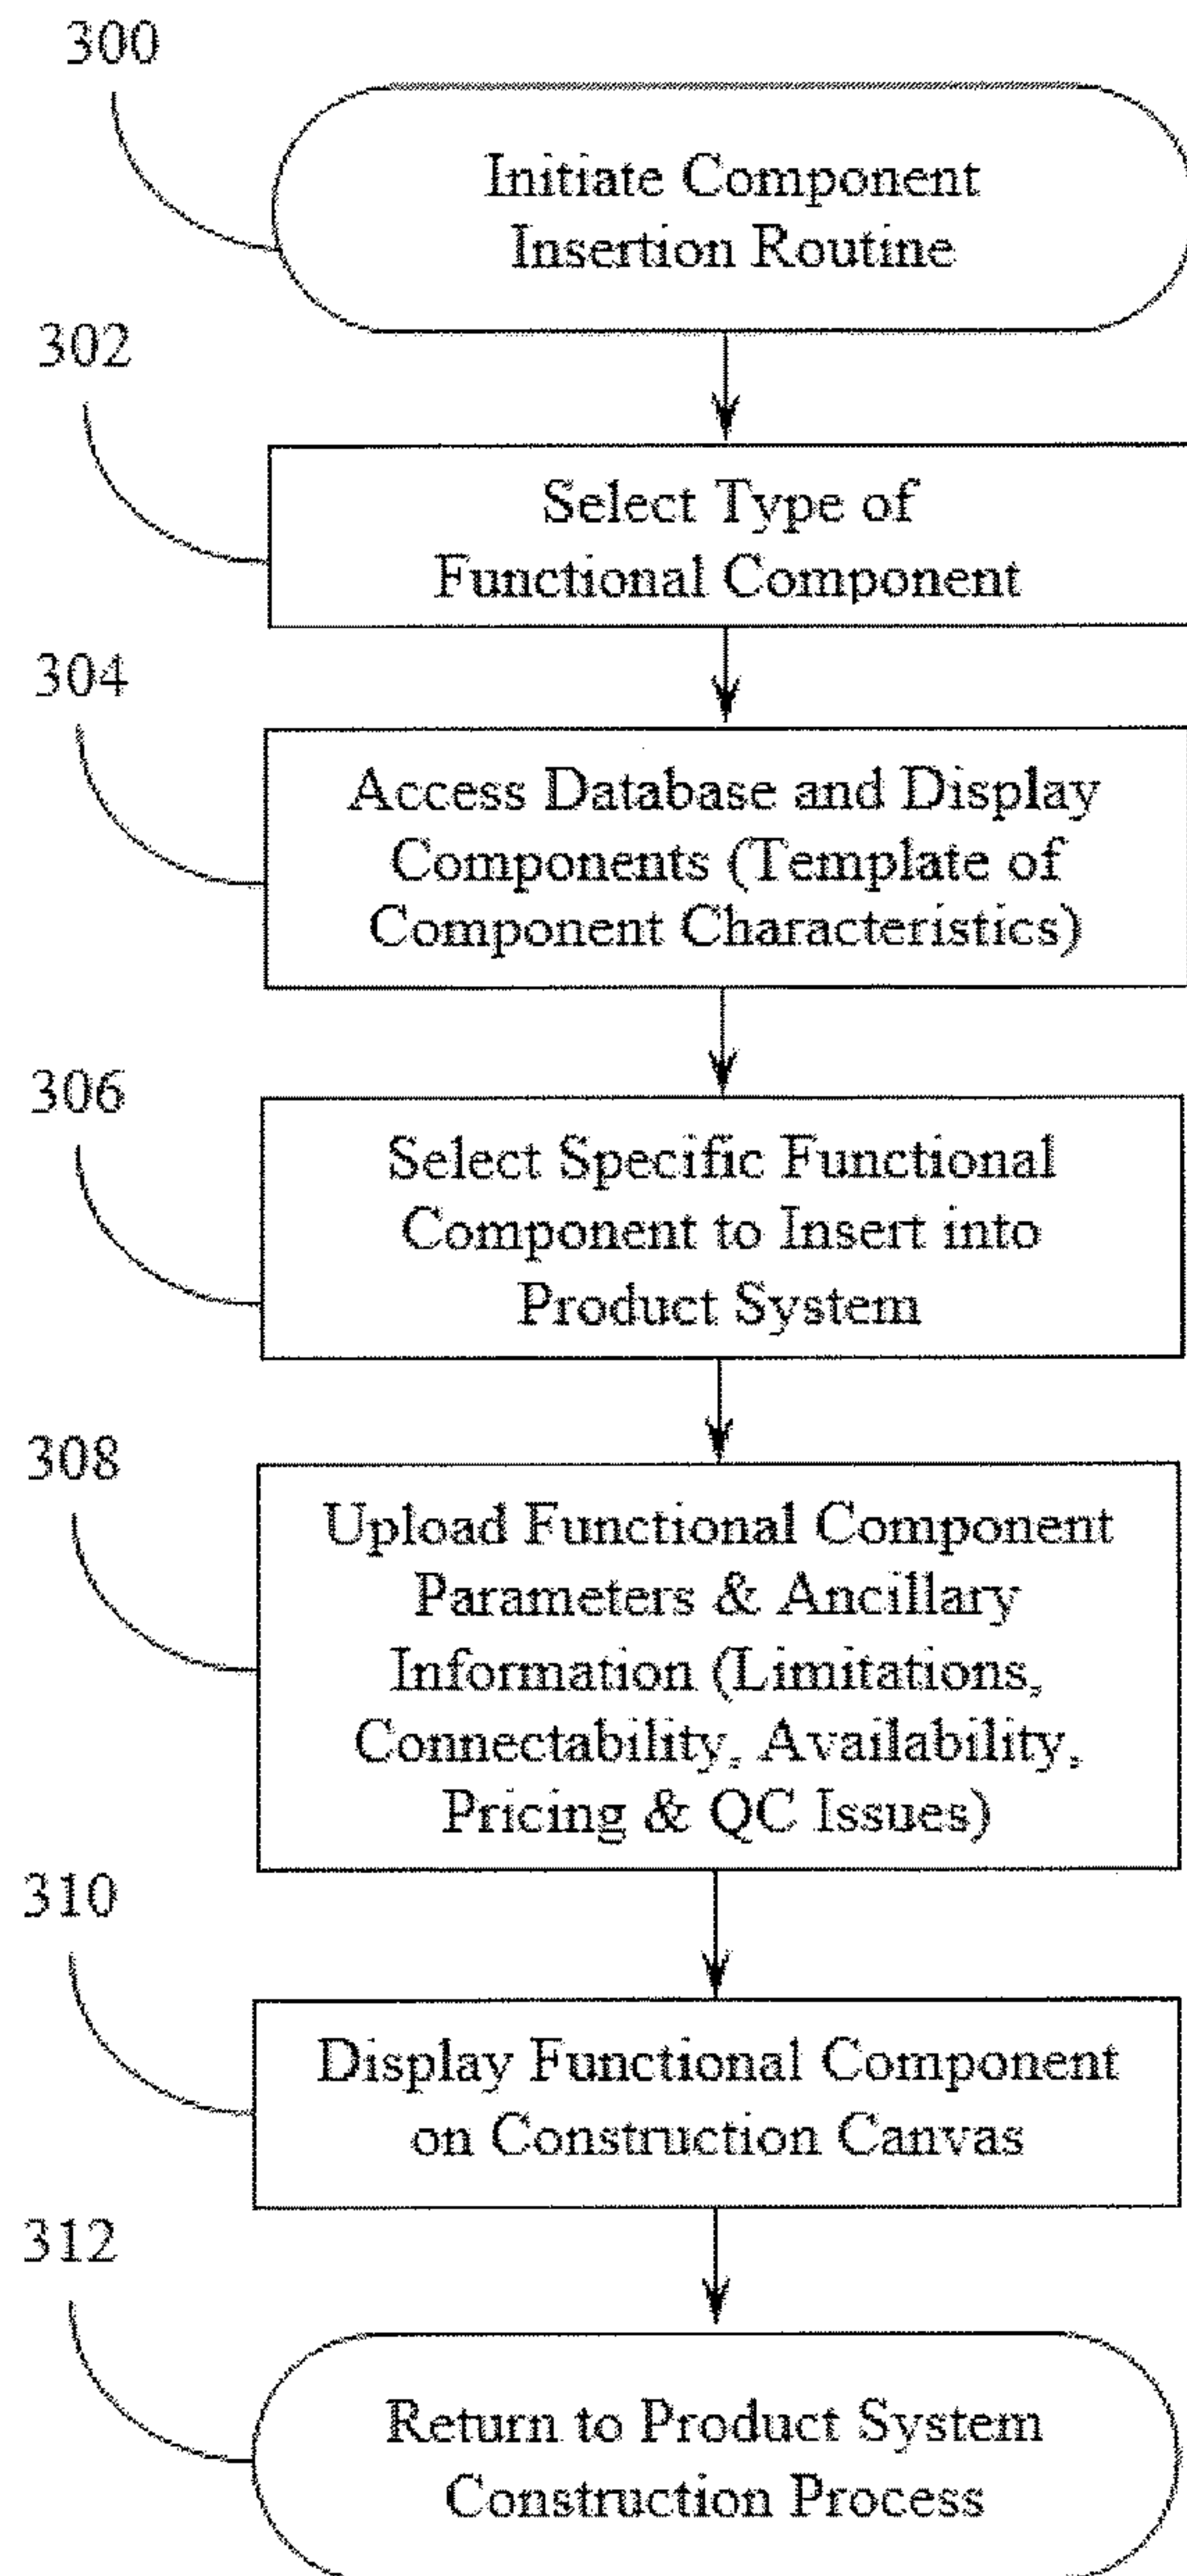 300
Initiate Component
Insertion Routine
302
Select Type of
Functional Component
304
Access Database and Display
Components (Template of
Component Characteristics)
306
Select Specific Functional
Component to Insert into
Product System
308
Upload Functional Component
Parameters & Ancillary
Information (Limitations,
Connectability, Availability,
Pricing & QC Issues)
310
Display Functional Component
on Construction Canvas
312
Return to Product System
Construction Process